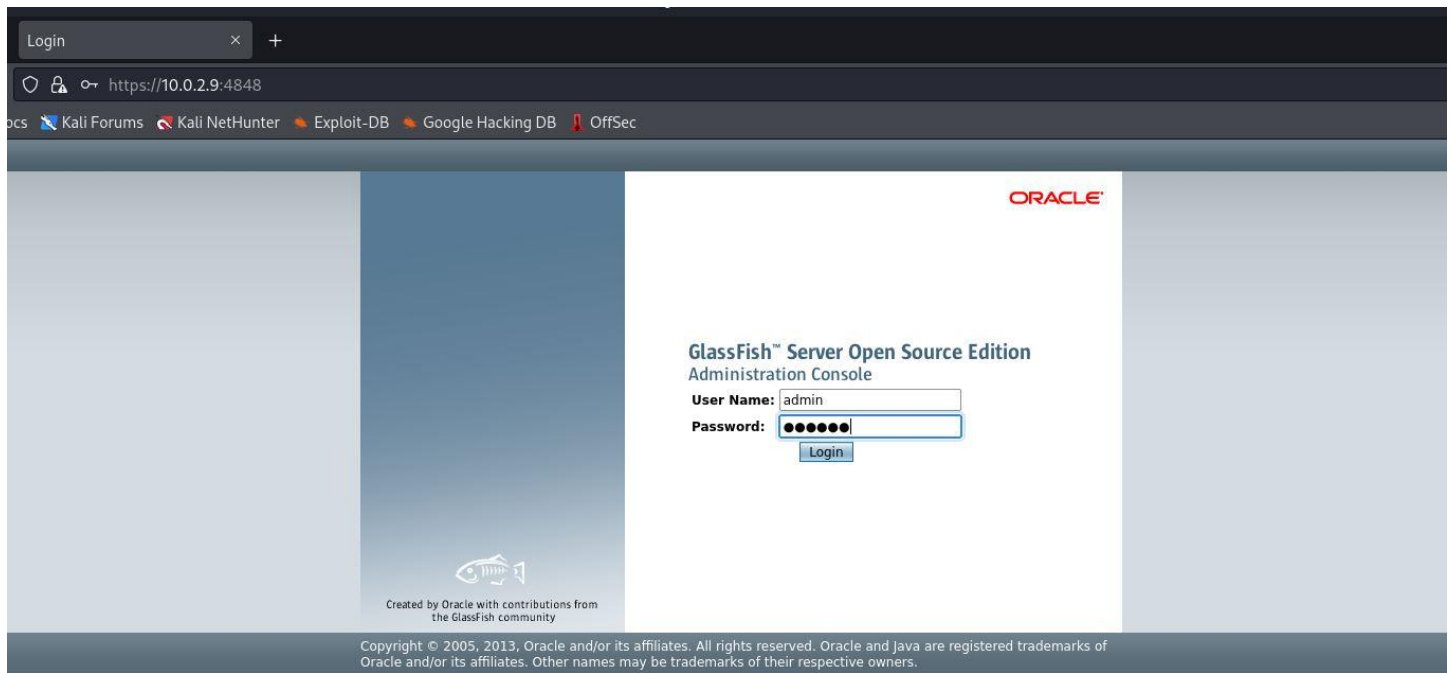 Login × +
https://10.0.2.9:4848
ocs Kali Forums Kali NetHunter Exploit-DB Google Hacking DB OffSec
ORACLE
GlassFish™ Server Open Source Edition
Administration Console
User Name: admin
Password: ●●●●●●
Login
Created by Oracle with contributions from
the GlassFish community
Copyright © 2005, 2013, Oracle and/or its affiliates. All rights reserved. Oracle and Java are registered trademarks of
Oracle and/or its affiliates. Other names may be trademarks of their respective owners.